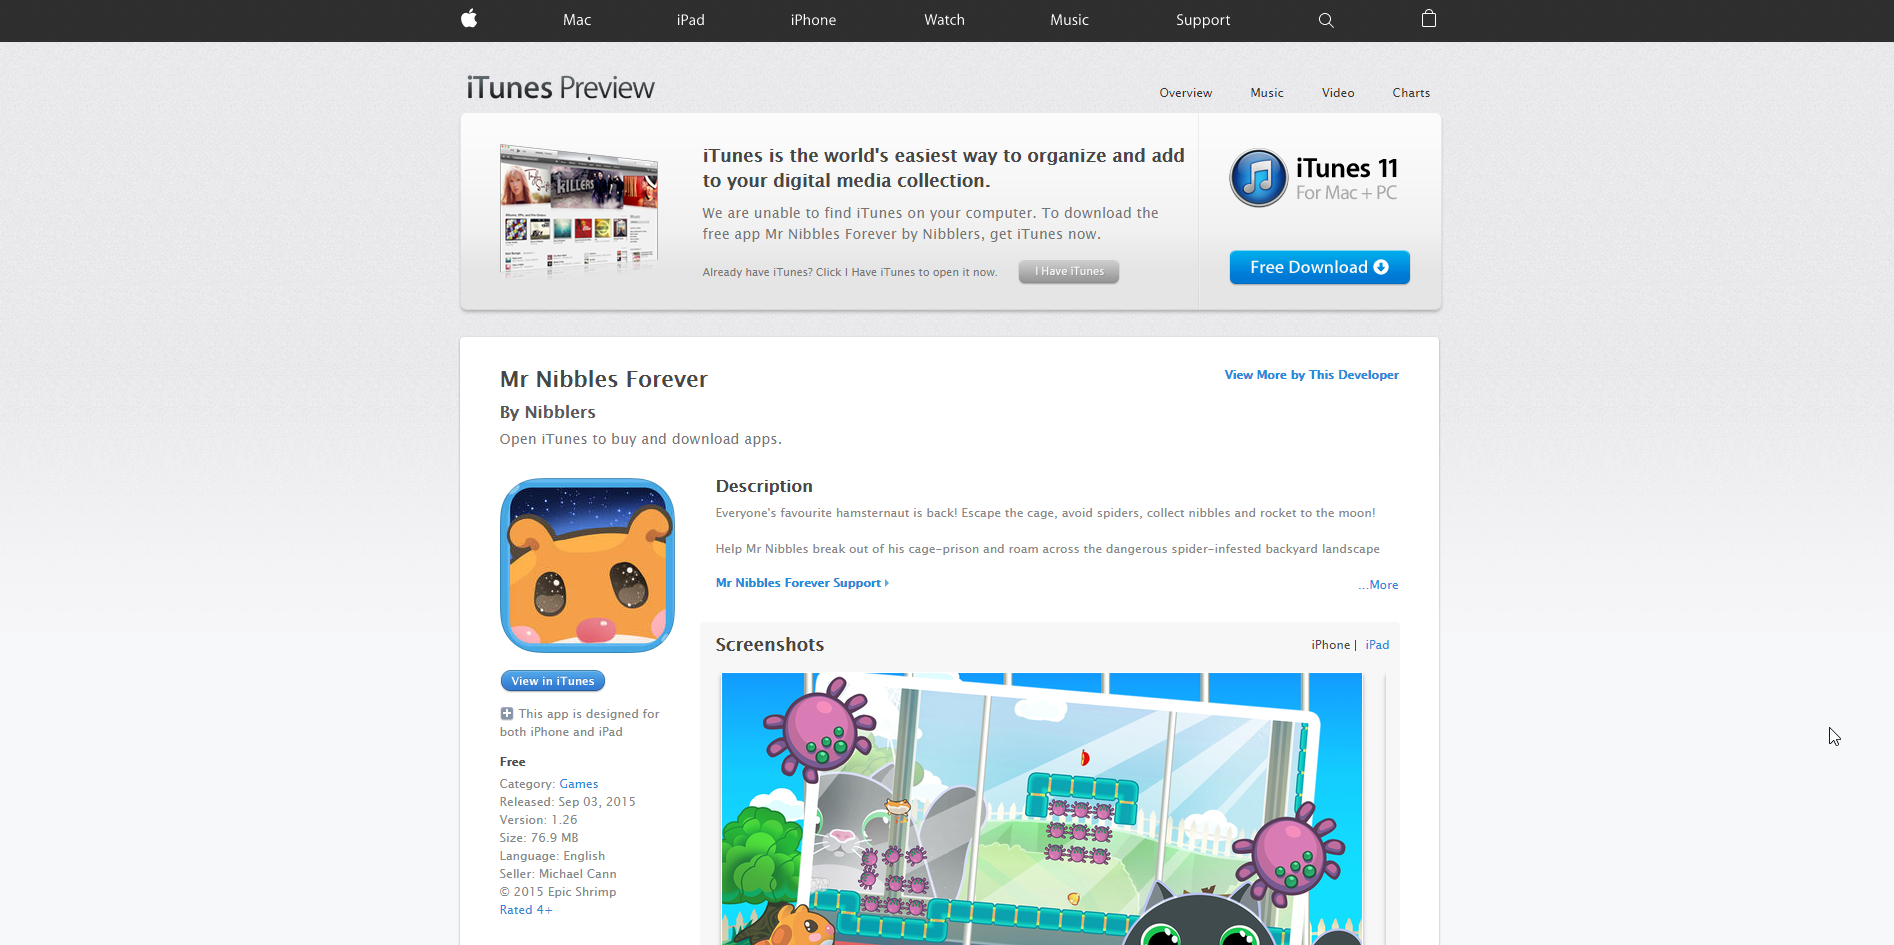 Mac iPad iPhone Watch Music Support
iTunes Preview
Overview Music Video Charts
iTunes is the world's easiest way to organize and add
to your digital media collection.
We are unable to find iTunes on your computer. To download the
free app Mr Nibbles Forever by Nibblers, get iTunes now.
Already have iTunes? Click I Have iTunes to open it now.
I Have iTunes
iTunes 11
For Mac + PC
Free Download
KILLERS
Mr Nibbles Forever
View More by This Developer
By Nibblers
Open iTunes to buy and download apps.
Description
Everyone's favourite hamsternaut is back! Escape the cage, avoid spiders, collect nibbles and rocket to the moon!
Help Mr Nibbles break out of his cage-prison and roam across the dangerous spider-infested backyard landscape
Mr Nibbles Forever Support
...More
View in iTunes
This app is designed for
both iPhone and iPad
Free
Category: Games
Released: Sep 03, 2015
Version: 1.26
Size: 76.9 MB
Language: English
Seller: Michael Cann
© 2015 Epic Shrimp
Rated 4+
Screenshots
iPhone | iPad